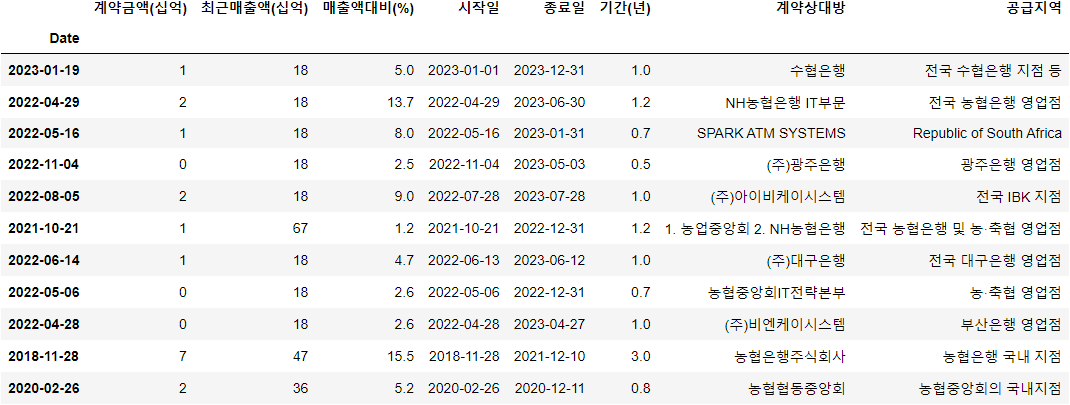 계약금액(십억) 최근매출액(십억) 매출액대비(%) 시작일 종료일 기간(년) 계약상대방 공급지역
Date
2023-01-19 1 18 5.0 2023-01-01 2023-12-31 1.0 수협은행 전국 수협은행 지점 등
2022-04-29 2 18 13.7 2022-04-29 2023-06-30 1.2 NH농협은행 IT부문 전국 농협은행 영업점
2022-05-16 1 18 8.0 2022-05-16 2023-01-31 0.7 SPARK ATM SYSTEMS Republic of South Africa
2022-11-04 0 18 2.5 2022-11-04 2023-05-03 0.5 (주)광주은행 광주은행 영업점
2022-08-05 2 18 9.0 2022-07-28 2023-07-28 1.0 (주)아이비케이시스템 전국 IBK 지점
2021-10-21 1 67 1.2 2021-10-21 2022-12-31 1.2 1. 농업중앙회 2. NH농협은행 전국 농협은행 및 농·축협 영업점
2022-06-14 1 18 4.7 2022-06-13 2023-06-12 1.0 (주)대구은행 전국 대구은행 영업점
2022-05-06 0 18 2.6 2022-05-06 2022-12-31 0.7 농협중앙회IT전략본부 농·축협 영업점
2022-04-28 0 18 2.6 2022-04-28 2023-04-27 1.0 (주)비엔케이시스템 부산은행 영업점
2018-11-28 7 47 15.5 2018-11-28 2021-12-10 3.0 농협은행주식회사 농협은행 국내 지점
2020-02-26 2 36 5.2 2020-02-26 2020-12-11 0.8 농협협동중앙회 농협중앙회의 국내지점